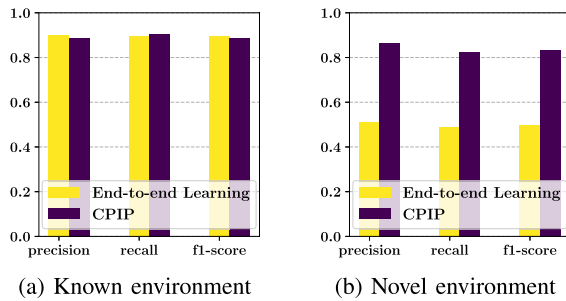 1.0
0.8
0.6
0.4
0.2
0.0
End-to-end Learning
CPIP
precision recall f1-score
(a) Known environment
1.0
0.8
0.6
0.4
0.2
0.0
End-to-end Learning
CPIP
precision recall f1-score
(b) Novel environment